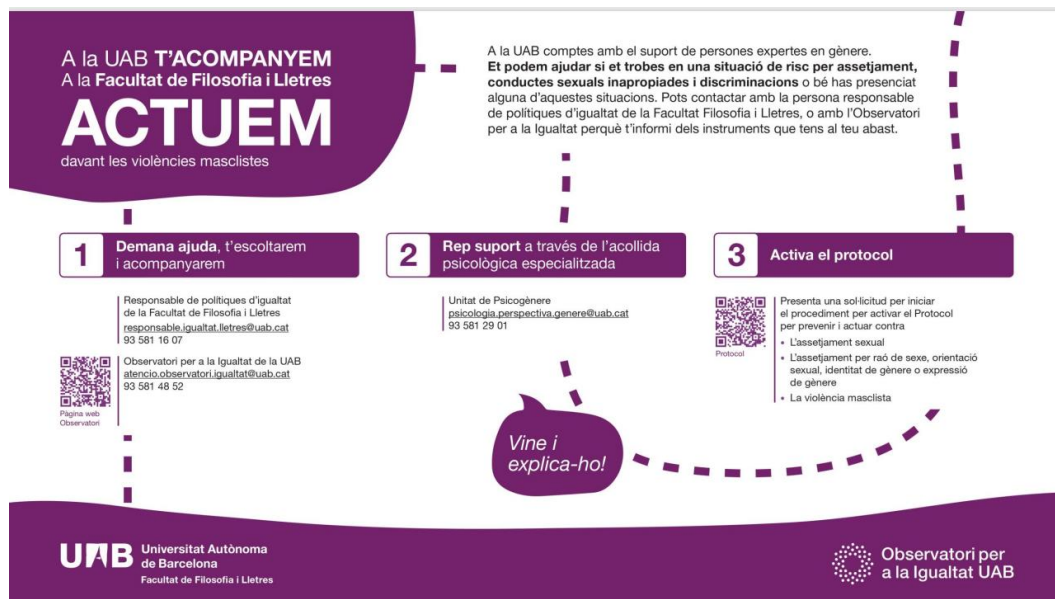 A la UAB T'ACOMPANYEM
A la Facultat de Filosofia i Lletres
ACTUEM
davant les violències masclistes
A la UAB comptes amb el suport de persones expertes en gènere.
Et podem ajudar si et trobes en una situació de risc per assetjament,
conductes sexuals inapropiades i discriminacions o bé has presenciat
alguna d'aquestes situacions. Pots contactar amb la persona responsable
de polítiques d'igualtat de la Facultat Filosofia i Lletres, o amb l'Observatori
per a la Igualtat perquè t'informi dels instruments que tens al teu abast.
1
Demana ajuda, t'escoltarem
i acompanyarem
Responsable de polítiques d'igualtat
de la Facultat de Filosofia i Lletres
responsable.igualtat.lletres@uab.cat
93 581 16 07
Observatori per a la Igualtat de la UAB
atencio.observatori.igualtat@uab.cat
93 581 48 52
Pàgina web
Observatori
2
Rep suport a través de l'acollida
psicològica especialitzada
Unitat de Psicogènere
psicologia.perspectiva.genere@uab.cat
93 581 29 01
3
Activa el protocol
Presenta una sol·licitud per iniciar
el procediment per activar el Protocol
per prevenir i actuar contra
• L'assetjament sexual
• L'assetjament per raó de sexe, orientació
sexual, identitat de gènere o expressió
de gènere
• La violència masclista
Protocol
Vine i
explica-ho!
UAB
Universitat Autònoma
de Barcelona
Facultat de Filosofia i Lletres
Observatori per
a la Igualtat UAB